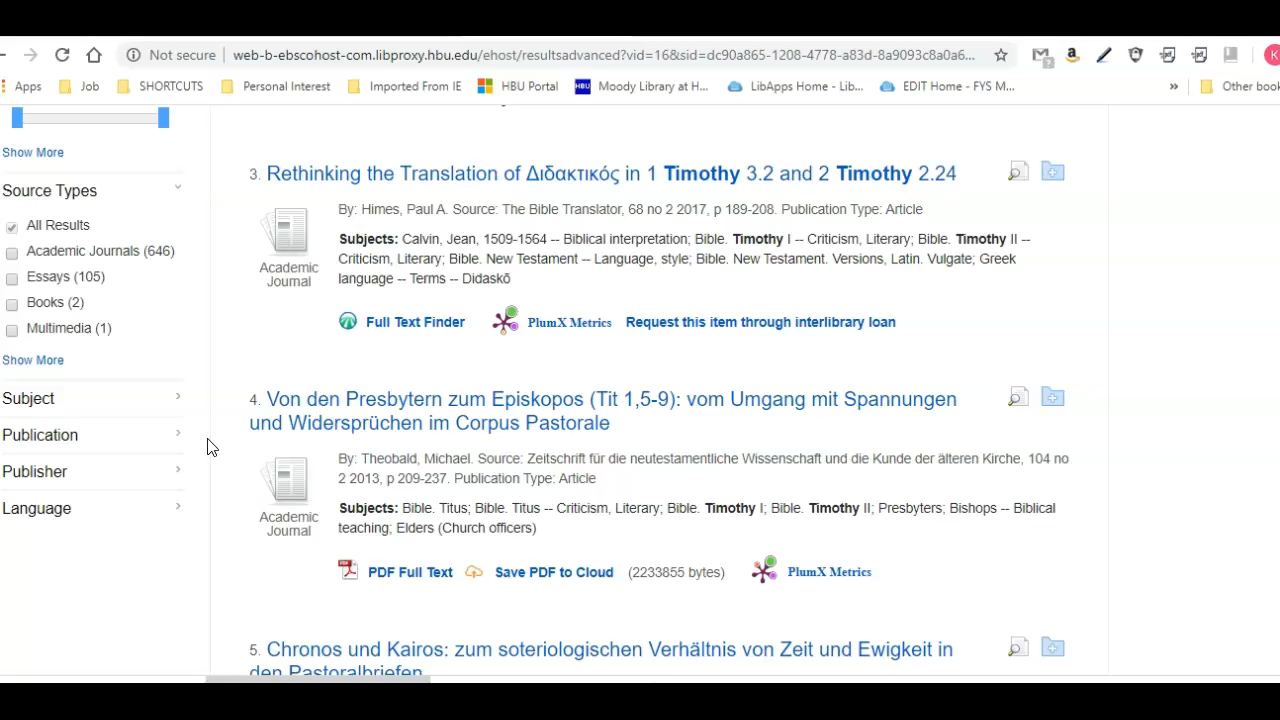 Not secure web-b-ebscohost-com.libproxy.hbu.edu/ehost/resultsadvanced?vid=16&sid=dc90a865-1208-4778-a83d-8a9093c8a0a6...
Apps Job SHORTCUTS Personal Interest Imported From IE HBU Portal HBU Moody Library at H... LibApps Home - Lib... EDIT Home - FYS M... » Other book
Show More
Source Types
All Results
Academic Journals (646)
Essays (105)
Books (2)
Multimedia (1)
Show More
Subject
Publication
Publisher
Language
3. Rethinking the Translation of Διδακτικός in 1 Timothy 3.2 and 2 Timothy 2.24
Academic
Journal
By: Himes, Paul A. Source: The Bible Translator, 68 no 2 2017, p 189-208. Publication Type: Article
Subjects: Calvin, Jean, 1509-1564 -- Biblical interpretation; Bible. Timothy I -- Criticism, Literary; Bible. Timothy II --
Criticism, Literary; Bible. New Testament -- Language, style; Bible. New Testament. Versions, Latin. Vulgate; Greek
language -- Terms -- Didaskō
Full Text Finder PlumX Metrics Request this item through interlibrary loan
4. Von den Presbytern zum Episkopos (Tit 1,5-9): vom Umgang mit Spannungen
und Widersprüchen im Corpus Pastorale
Academic
Journal
By: Theobald, Michael. Source: Zeitschrift für die neutestamentliche Wissenschaft und die Kunde der älteren Kirche, 104 no
2 2013, p 209-237. Publication Type: Article
Subjects: Bible. Titus; Bible. Titus -- Criticism, Literary; Bible. Timothy I; Bible. Timothy II; Presbyters; Bishops -- Biblical
teaching; Elders (Church officers)
PDF Full Text Save PDF to Cloud (2233855 bytes) PlumX Metrics
5. Chronos und Kairos: zum soteriologischen Verhältnis von Zeit und Ewigkeit in
den Pastoralbriefen